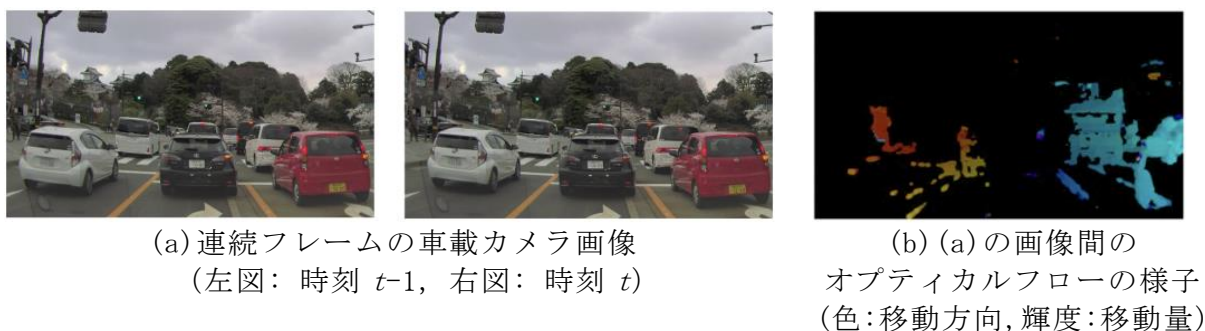 (a)連続フレームの車載カメラ画像
(左図: 時刻 t-1, 右図: 時刻 t)
(b)(a)の画像間の
オプティカルフローの様子
(色:移動方向,輝度:移動量)